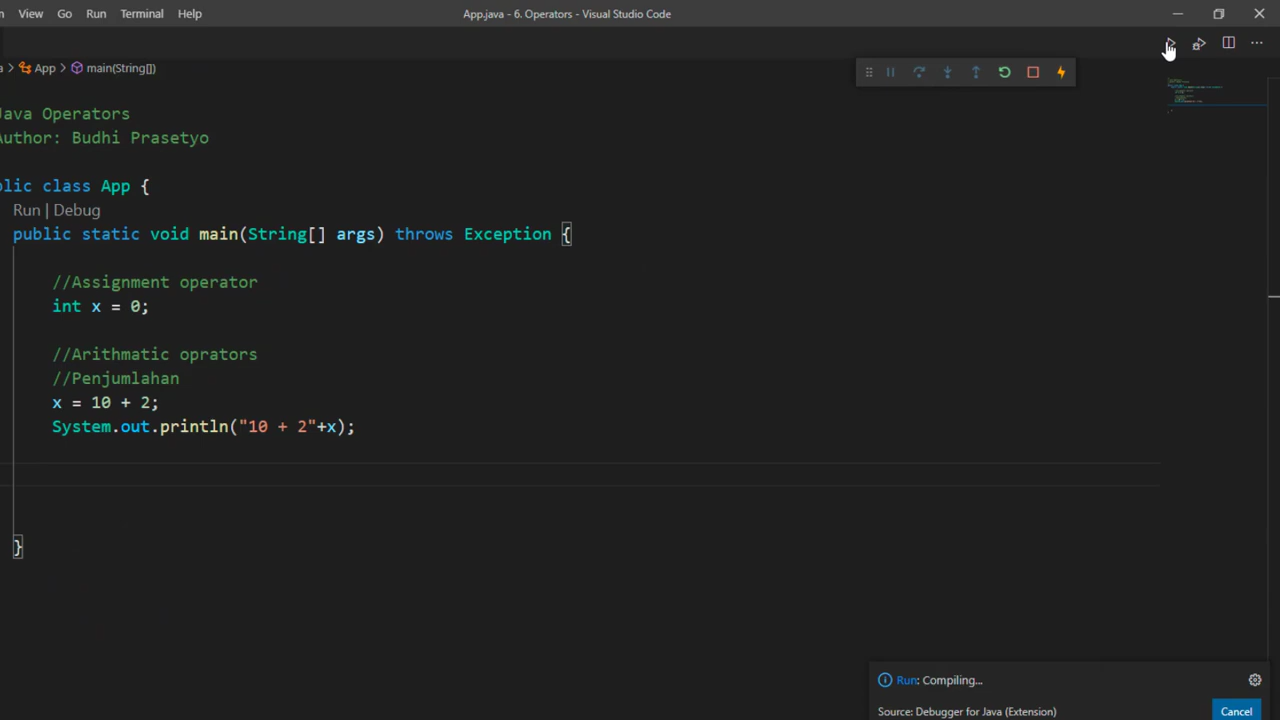 View Go Run Terminal Help App.java - 6. Operators - Visual Studio Code
App main(String[])
Java Operators
Author: Budhi Prasetyo
class App {
Run | Debug
public static void main(String[] args) throws Exception {
//Assignment operator
int x = 0;
//Arithmatic oprators
//Penjumlahan
x = 10 + 2;
System.out.println("10 + 2"+x);
}
Run: Compiling...
Source: Debugger for Java (Extension) Cancel